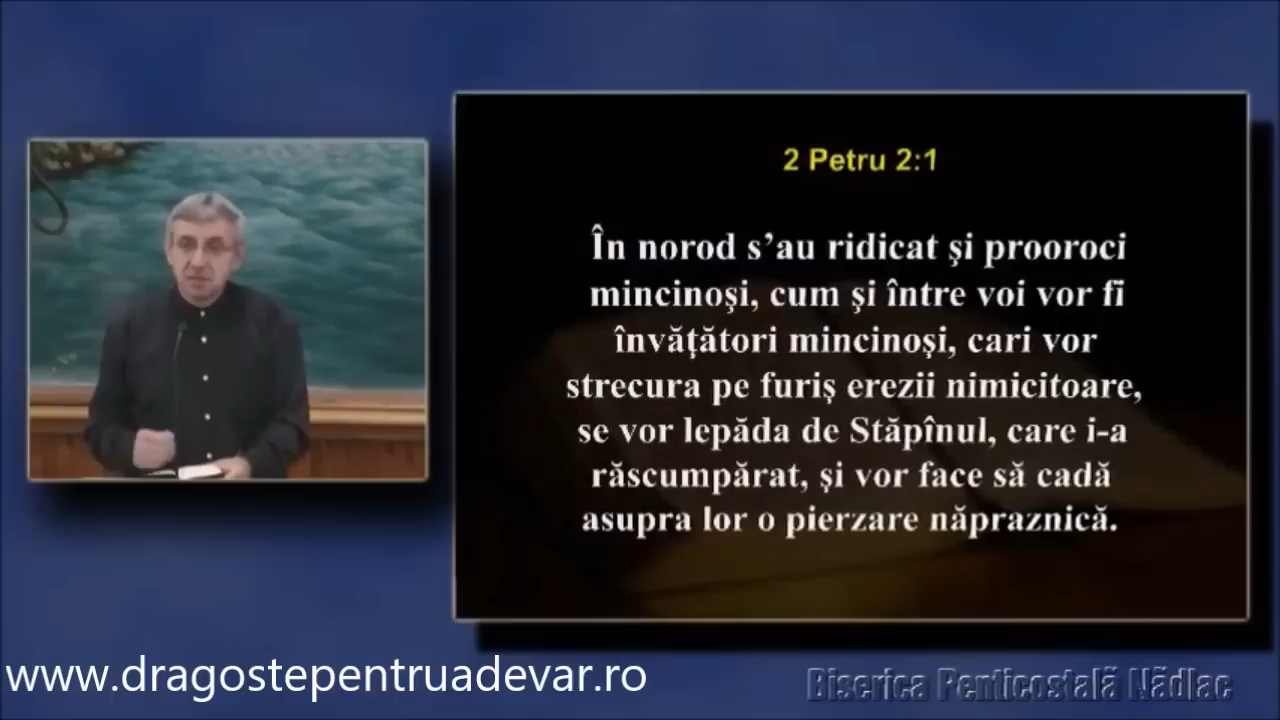 2 Petru 2:1
În norod s’au ridicat şi prooroci
mincinoşi, cum şi între voi vor fi
învăţători mincinoşi, cari vor
strecura pe furiş erezii nimicitoare,
se vor lepăda de Stăpînul, care i-a
răscumpărat, şi vor face să cadă
asupra lor o pierzare năpraznică.
www.dragostepentruadevar.ro
Biserica Penticostală Nădlac